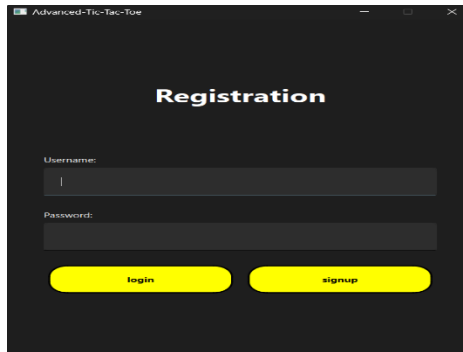 Advanced-Tic-Tac-Toe
Registration
Username:
Password:
login signup